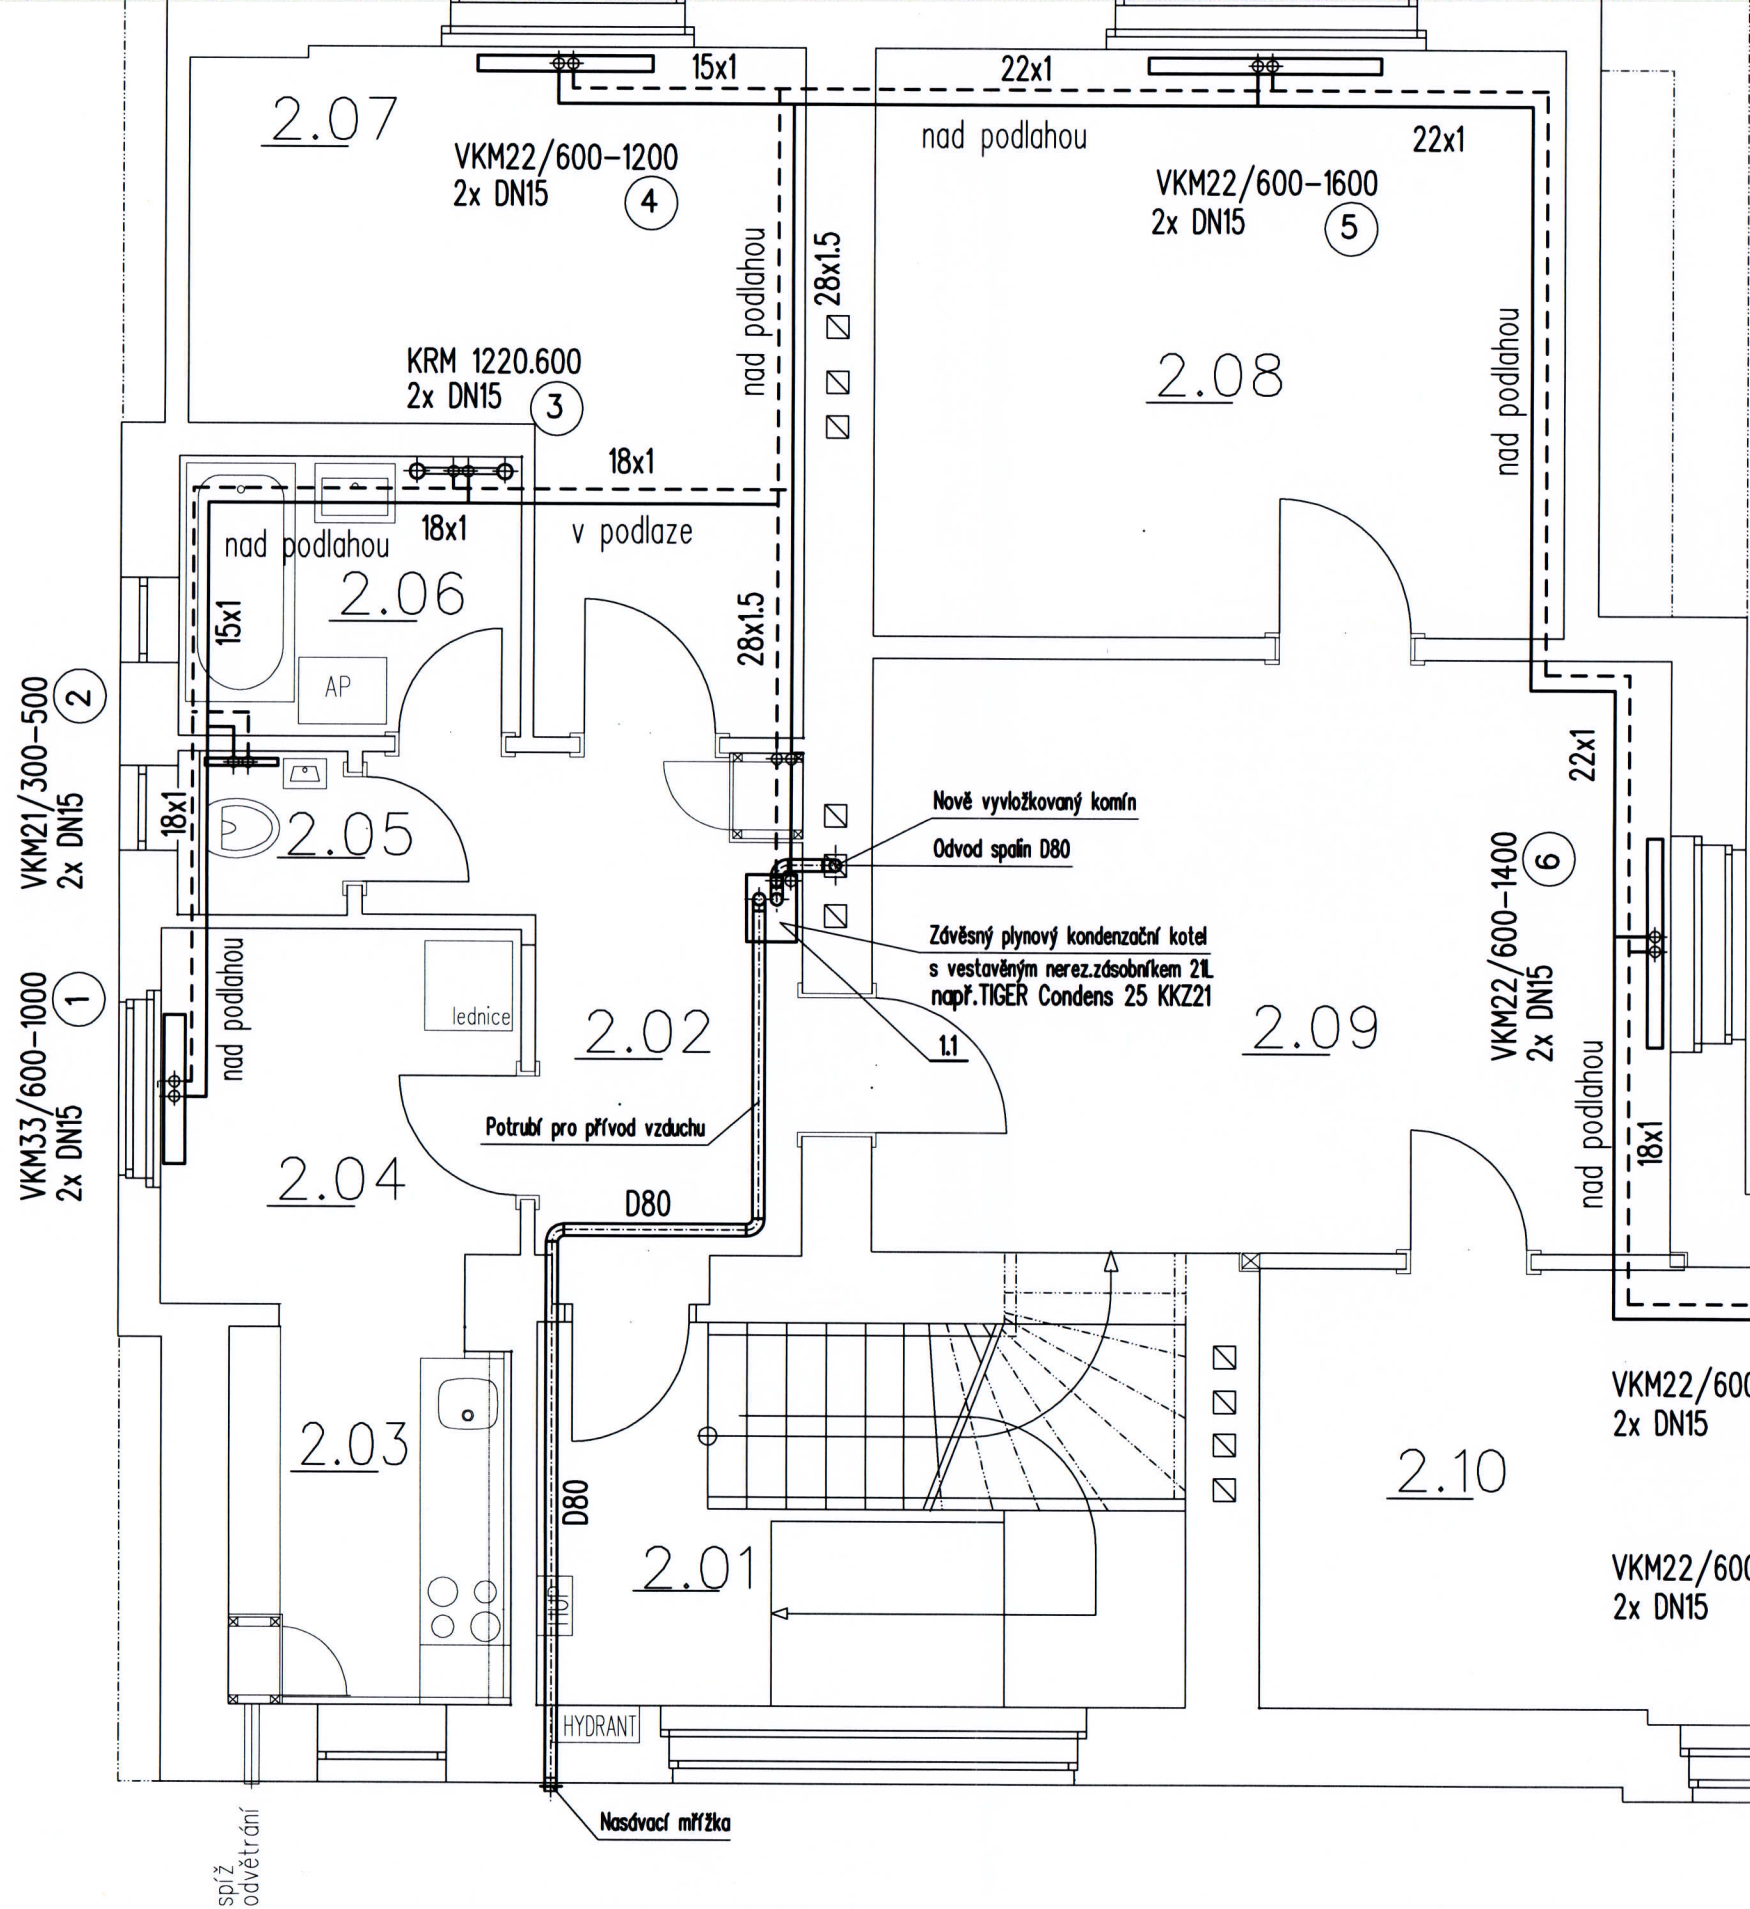 15x1
22x1
2.07
nad podlahou
22x1
VKM22/600-1200
2x DN15
4
VKM22/600-1600
2x DN15
5
nad podlahou
28x1.5
nad podlahou
KRM 1220.600
2x DN15
3
2.08
18x1
18x1
v podlaze
nad podlahou
2.06
15x1
28x1.5
AP
VKM21/300-500
2x DN15
2
22x1
18x1
2.05
Nově vyvložkovaný komín
Odvod spalin D80
VKM22/600-1400
2x DN15
6
Závěsný plynový kondenzační kotel
s vestavěným nerez.zásobníkem 21L
např.TIGER Condens 25 KKZ21
1.1
nad podlahou
lednice
2.02
2.09
VKM33/600-1000
2x DN15
1
nad podlahou
18x1
Potrubí pro přívod vzduchu
2.04
D80
VKM22/600
2x DN15
2.03
2.10
D80
2.01
VKM22/600
2x DN15
HUP
HYDRANT
Nasávací mřížka
spíž
odvětrání